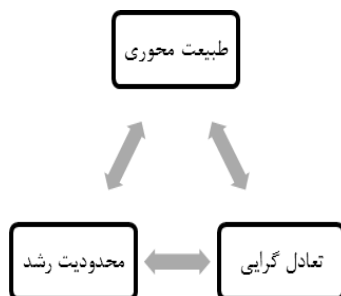 طبیعت محوری
تعادل گرایی
محدودیت رشد